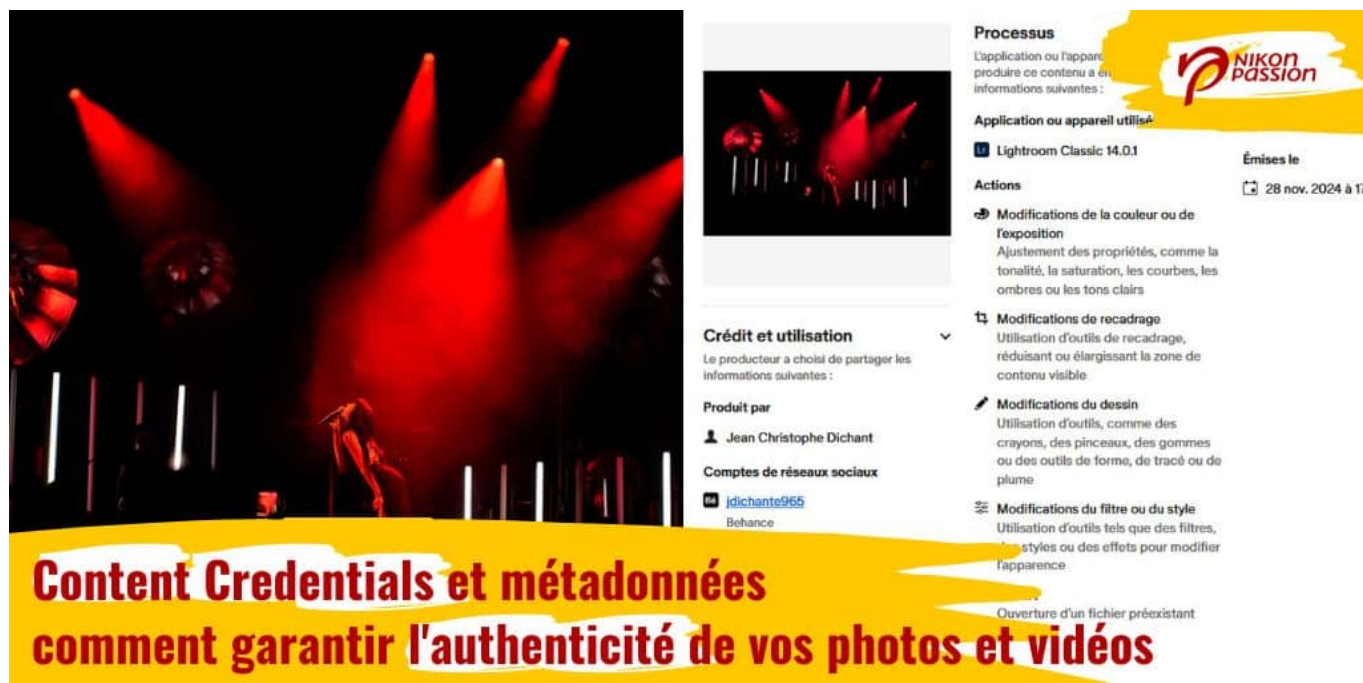 Processus
L'application ou l'appare
produire ce contenu a
informations suivantes :
NIKON
PASSION
Application ou appareil utilisé
Lr Lightroom Classic 14.0.1
Émises le
28 nov. 2024 à 17
Actions
Modifications de la couleur ou de
l'exposition
Ajustement des propriétés, comme la
tonalité, la saturation, les courbes, les
ombres ou les tons clairs
Modifications de recadrage
Utilisation d'outils de recadrage,
réduisant ou élargissant la zone de
contenu visible
Modifications du dessin
Utilisation d'outils, comme des
crayons, des pinceaux, des gommes
ou des outils de forme, de tracé ou de
plume
Modifications du filtre ou du style
Utilisation d'outils tels que des filtres,
styles ou des effets pour modifier
l'apparence
Ouverture d'un fichier préexistant
Crédit et utilisation
Le producteur a choisi de partager les
informations suivantes :
Produit par
Jean Christophe Dichant
Comptes de réseaux sociaux
Bē jdichante965
Behance
Content Credentials et métadonnées
comment garantir l'authenticité de vos photos et vidéos